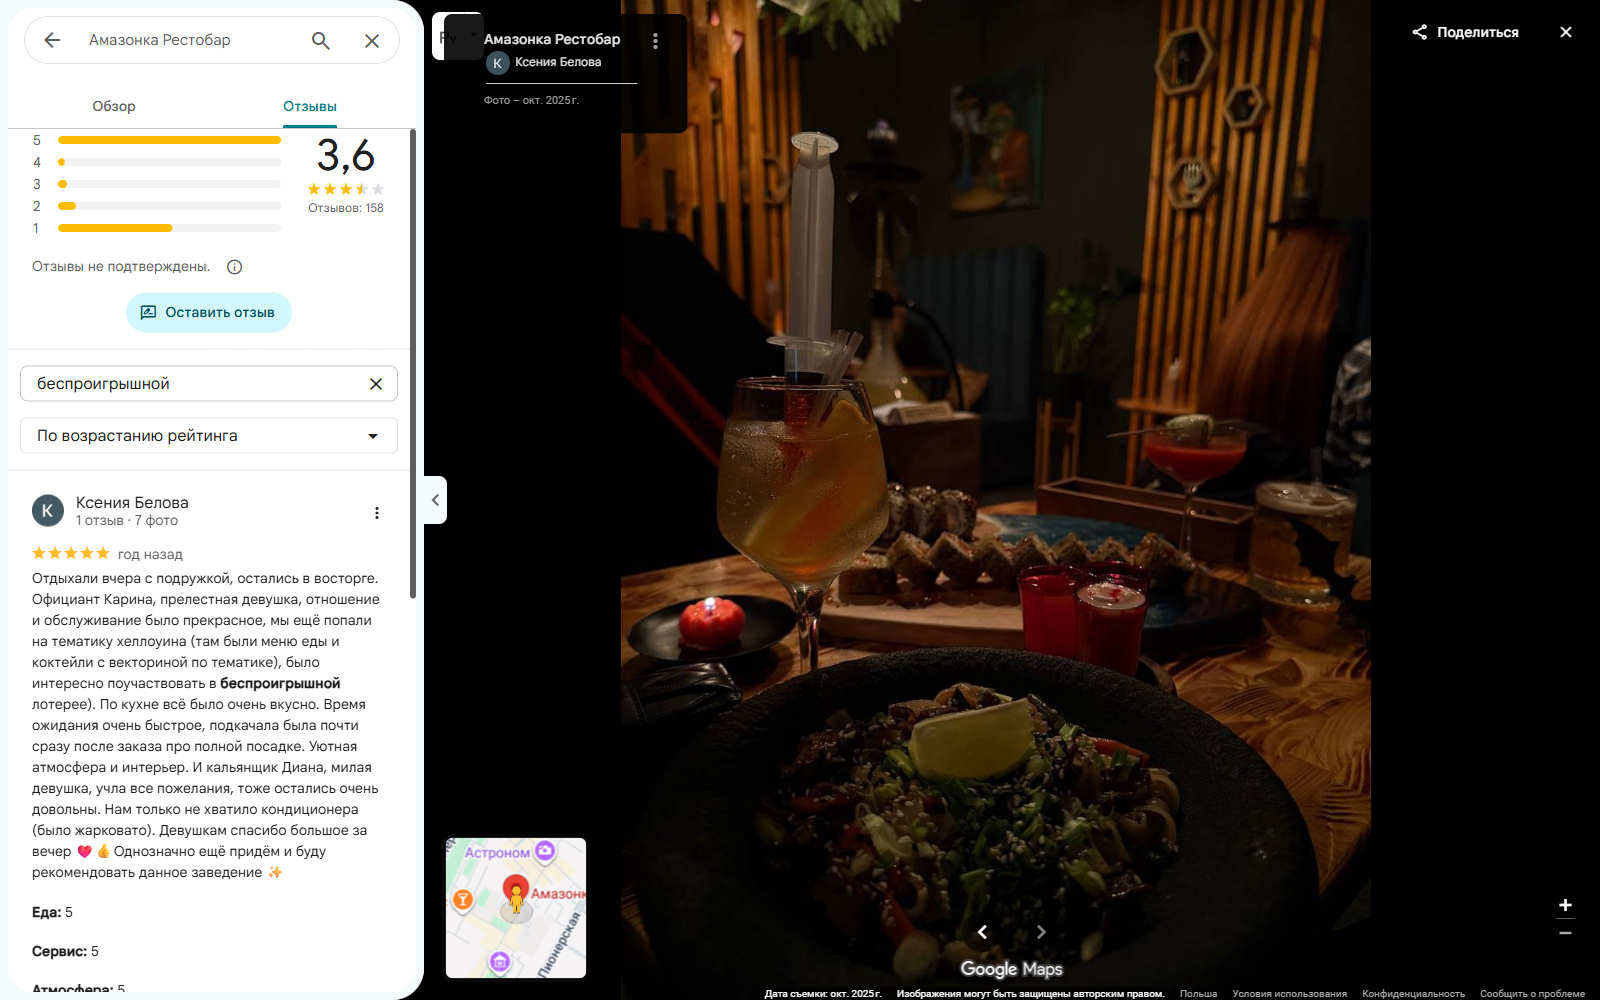 Амазонка Рестобар
Обзор
Отзывы
5
4
3
2
1
3,6
Отзывов: 158
Отзывы не подтверждены.
Оставить отзыв
беспроигрышной
По возрастанию рейтинга
К
Ксения Белова
1 отзыв · 7 фото
год назад
Отдыхали вчера с подружкой, остались в восторге.
Официант Карина, прелестная девушка, отношение
и обслуживание было прекрасное, мы ещё попали
на тематику хеллоуина (там были меню еды и
коктейли с векториной по тематике), было
интересно поучаствовать в беспроигрышной
лотерее). По кухне всё было очень вкусно. Время
ожидания очень быстрое, подкачала была почти
сразу после заказа про полной посадке. Уютная
атмосфера и интерьер. И кальянщик Диана, милая
девушка, учла все пожелания, тоже остались очень
довольны. Нам только не хватило кондиционера
(было жарковато). Девушкам спасибо большое за
вечер ❤️ 👍 Однозначно ещё придём и буду
рекомендовать данное заведение ✨
Еда: 5
Сервис: 5
Атмосфера: 5
Амазонка Рестобар
К
Ксения Белова
Фото – окт. 2025 г.
Поделиться
Астроном
Амазонк
Пионерская
Google Maps
Дата съемки: окт. 2025 г.
Изображения могут быть защищены авторским правом.
Польша
Условия использования
Конфиденциальность
Сообщить о проблеме